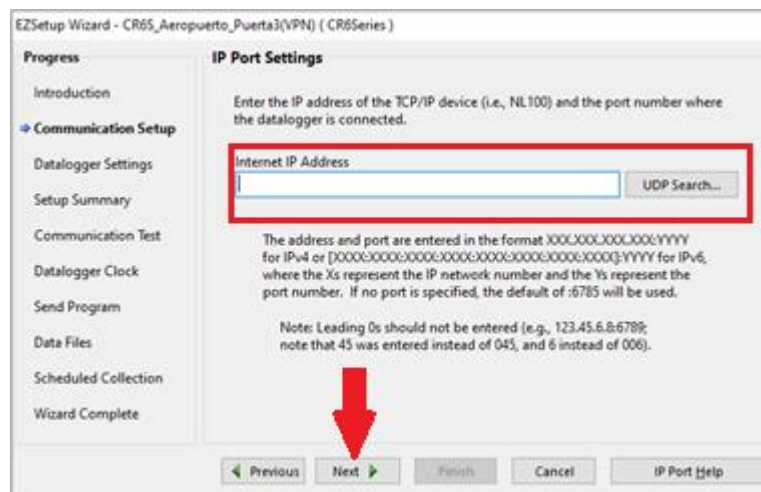 EZSetup Wizard - CR6S_Aeropuerto_Puerta3(VPN) ( CR6Series )
Progress
Introduction
Communication Setup
Datalogger Settings
Setup Summary
Communication Test
Datalogger Clock
Send Program
Data Files
Scheduled Collection
Wizard Complete
IP Port Settings
Enter the IP address of the TCP/IP device (i.e., NL100) and the port number where
the datalogger is connected.
Internet IP Address
UDP Search...
The address and port are entered in the format XXX.XXX.XXX.XXX:YYYY
for IPv4 or [XXXX:XXXX:XXXX:XXXX:XXXX:XXXX:XXXX:XXXX]:YYYY for IPv6,
where the Xs represent the IP network number and the Ys represent the
port number. If no port is specified, the default of :6785 will be used.
Note: Leading 0s should not be entered (e.g., 123.45.6.8:6789;
note that 45 was entered instead of 045, and 6 instead of 006).
Previous
Next
Finish
Cancel
IP Port Help